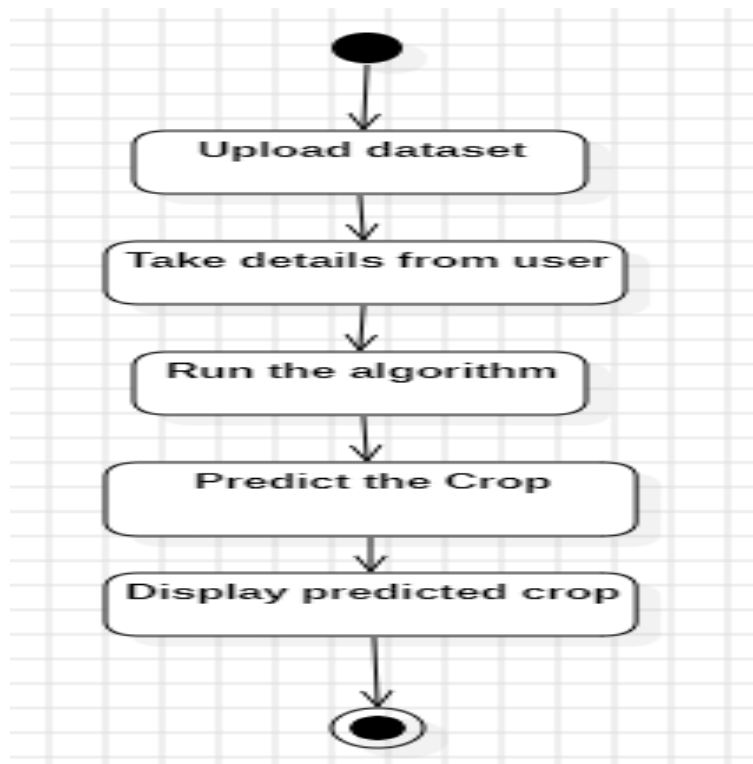 Upload dataset
Take details from user
Run the algorithm
Predict the Crop
Display predicted crop